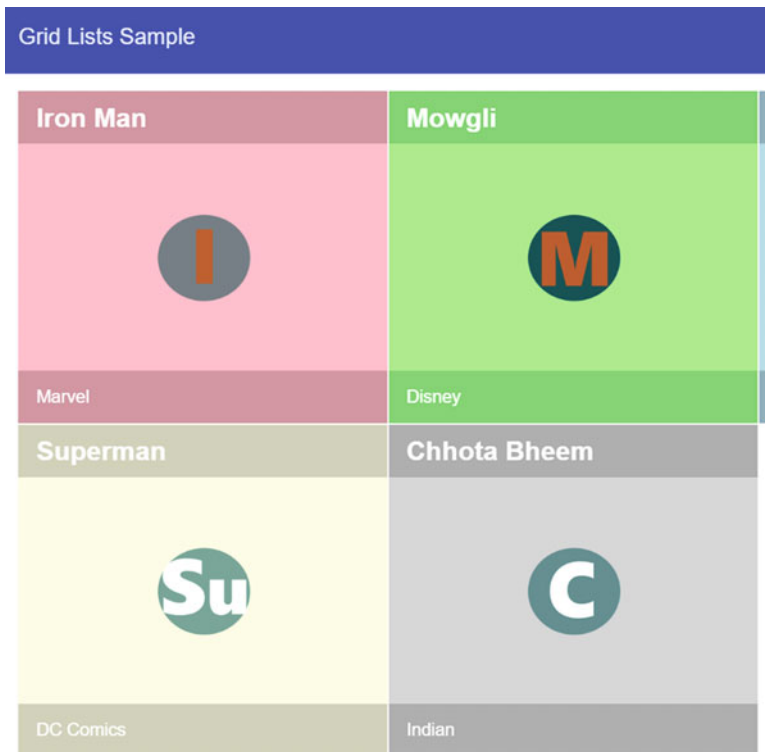 Grid Lists Sample
Iron Man
Mowgli
I
M
Marvel
Disney
Superman
Chhota Bheem
Su
C
DC Comics
Indian